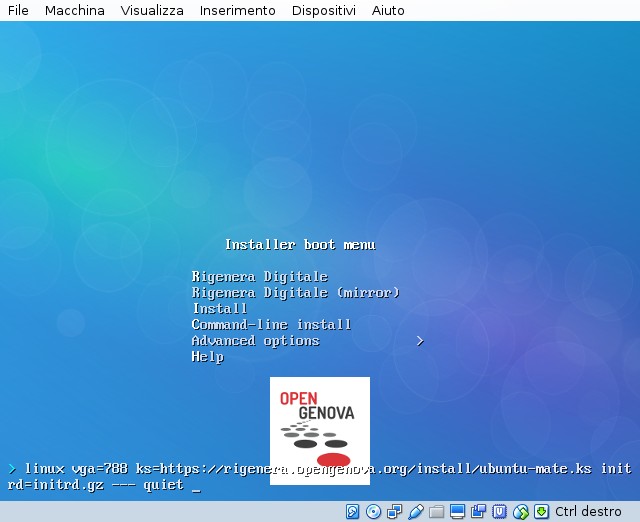 File Macchina Visualizza Inserimento Dispositivi Aiuto
Installer boot menu
Rigenera Digitale
Rigenera Digitale (mirror)
Install
Command-line install
Advanced options >
Help
OPEN
GENOVA
> linux vga=788 ks=https://rigenera.opengenova.org/install/ubuntu-mate.ks init
rd=initrd.gz --- quiet _
Ctrl destro